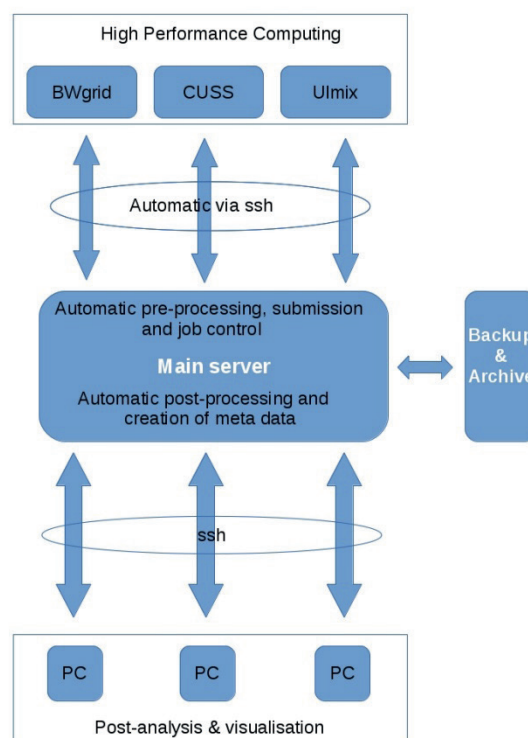 High Performance Computing
BWgrid
CUSS
Ulmix
Automatic via ssh
Automatic pre-processing, submission
and job control
Main server
Automatic post-processing and
creation of meta data
Backup
&
Archive
ssh
PC
PC
PC
Post-analysis & visualisation